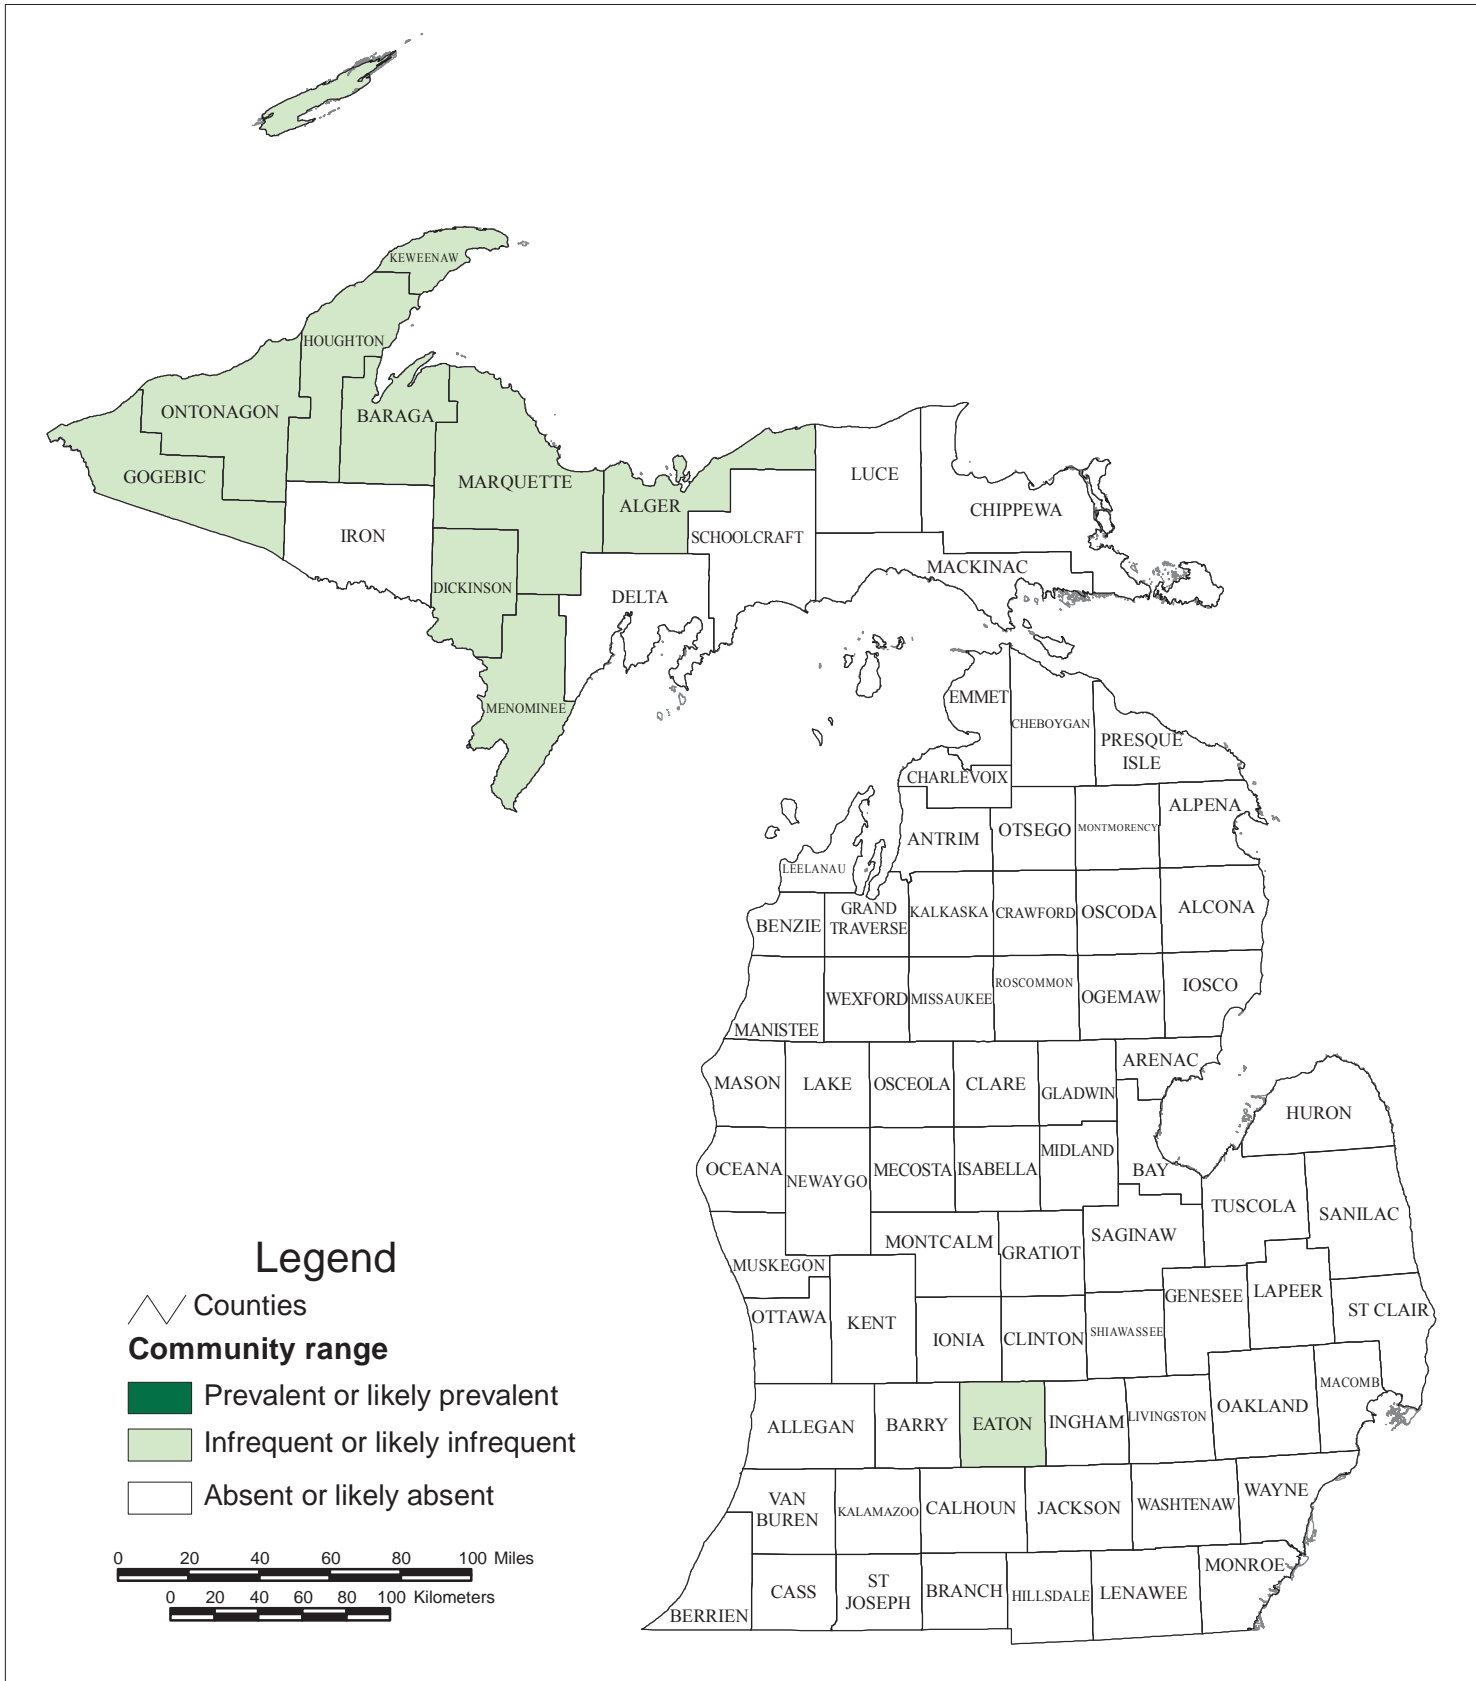 KEWEENAW
HOUGHTON
ONTONAGON
BARAGA
GOGEBIC
MARQUETTE
LUCE
ALGER
CHIPPEWA
IRON
SCHOOLCRAFT
MACKINAC
DICKINSON
DELTA
EMMET
MENOMINEE
CHEBOYGAN
PRESQUE
ISLE
CHARLEVOIX
ALPENA
ANTRIM
OTSEGO
MONTMORENCY
LEELANAU
BENZIE
GRAND
TRAVERSE
KALKASKA
CRAWFORD
OSCODA
ALCONA
MANISTEE
WEXFORD
MISSAUKEE
ROSCOMMON
OGEMAW
IOSCO
ARENAC
MASON
LAKE
OSCEOLA
CLARE
GLADWIN
HURON
OCEANA
NEWAYGO
MECOSTA
ISABELLA
MIDLAND
BAY
TUSCOLA
SANILAC
MUSKEGON
MONTCALM
GRATIOT
SAGINAW
GENESEE
LAPEER
ST CLAIR
OTTAWA
KENT
IONIA
CLINTON
SHIAWASSEE
OAKLAND
MACOMB
ALLEGAN
BARRY
EATON
INGHAM
LIVINGSTON
VAN
BUREN
KALAMAZOO
CALHOUN
JACKSON
WASHTENAW
WAYNE
BERRIEN
CASS
ST
JOSEPH
BRANCH
HILLSDALE
LENAWEE
MONROE
Legend
Counties
Community range
Prevalent or likely prevalent
Infrequent or likely infrequent
Absent or likely absent
0 20 40 60 80 100 Miles
0 20 40 60 80 100 Kilometers